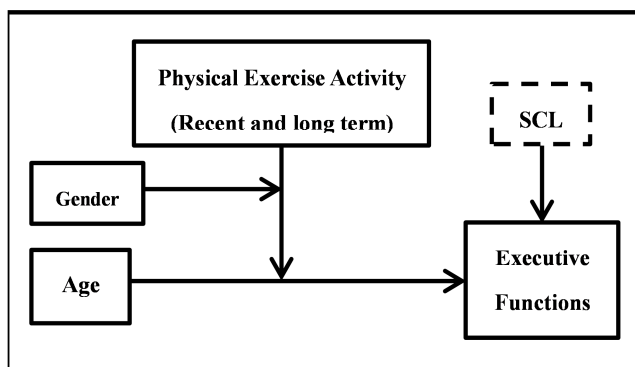 Physical Exercise Activity
(Recent and long term)
SCL
Gender
Age
Executive
Functions